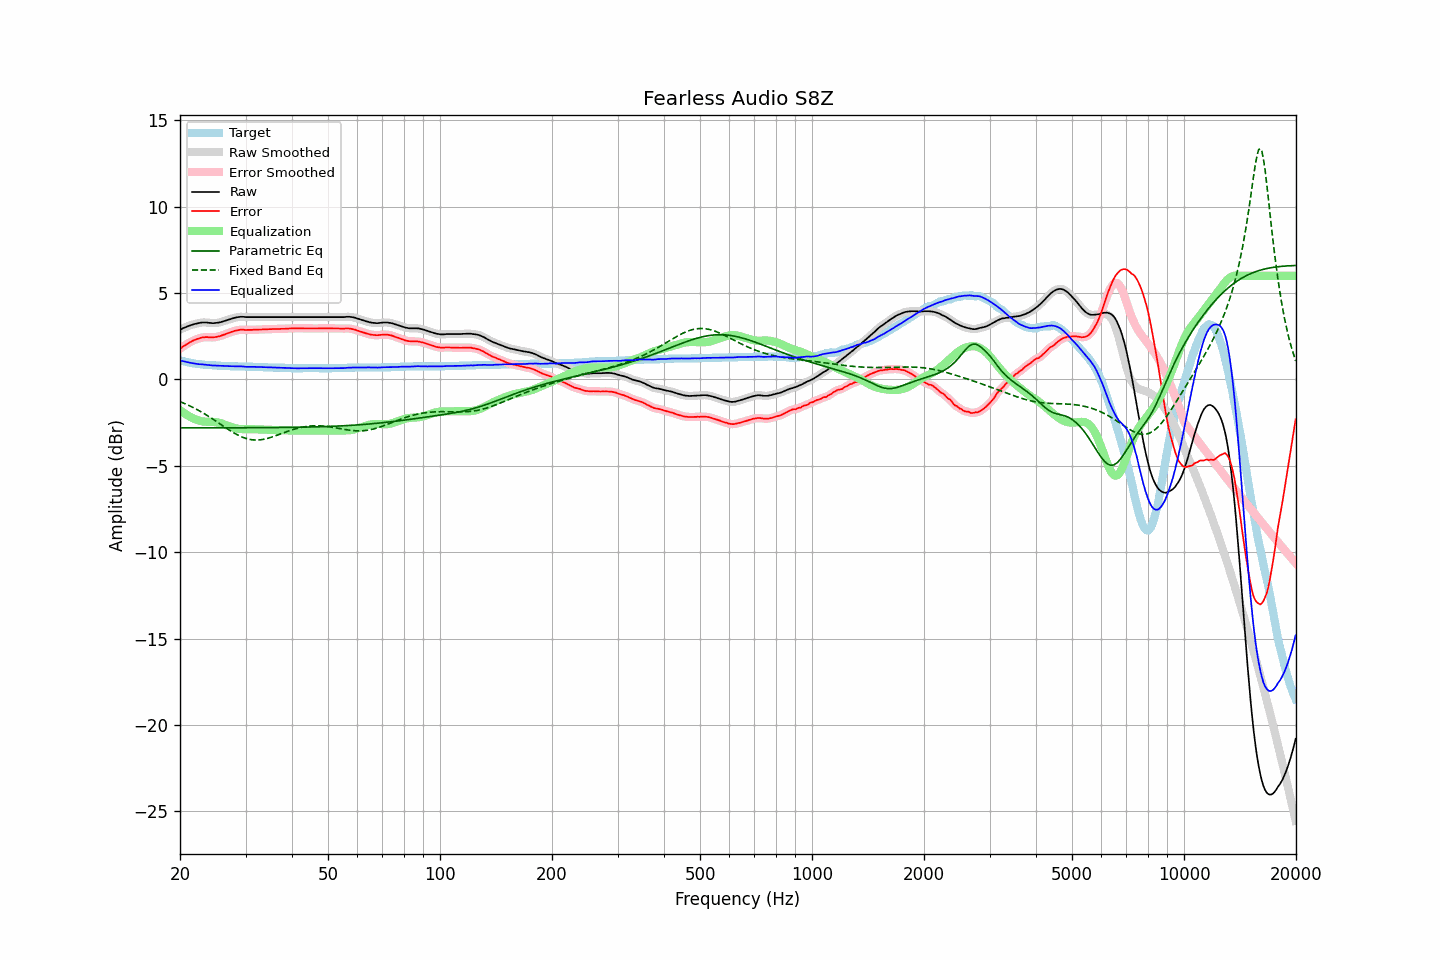 Fearless Audio S8Z
Target
Raw Smoothed
Error Smoothed
Raw
Error
Equalization
Parametric Eq
Fixed Band Eq
Equalized
15
10
5
0
−5
−10
−15
−20
−25
Amplitude (dBr)
20 50 100 200 500 1000 2000 5000 10000 20000
Frequency (Hz)